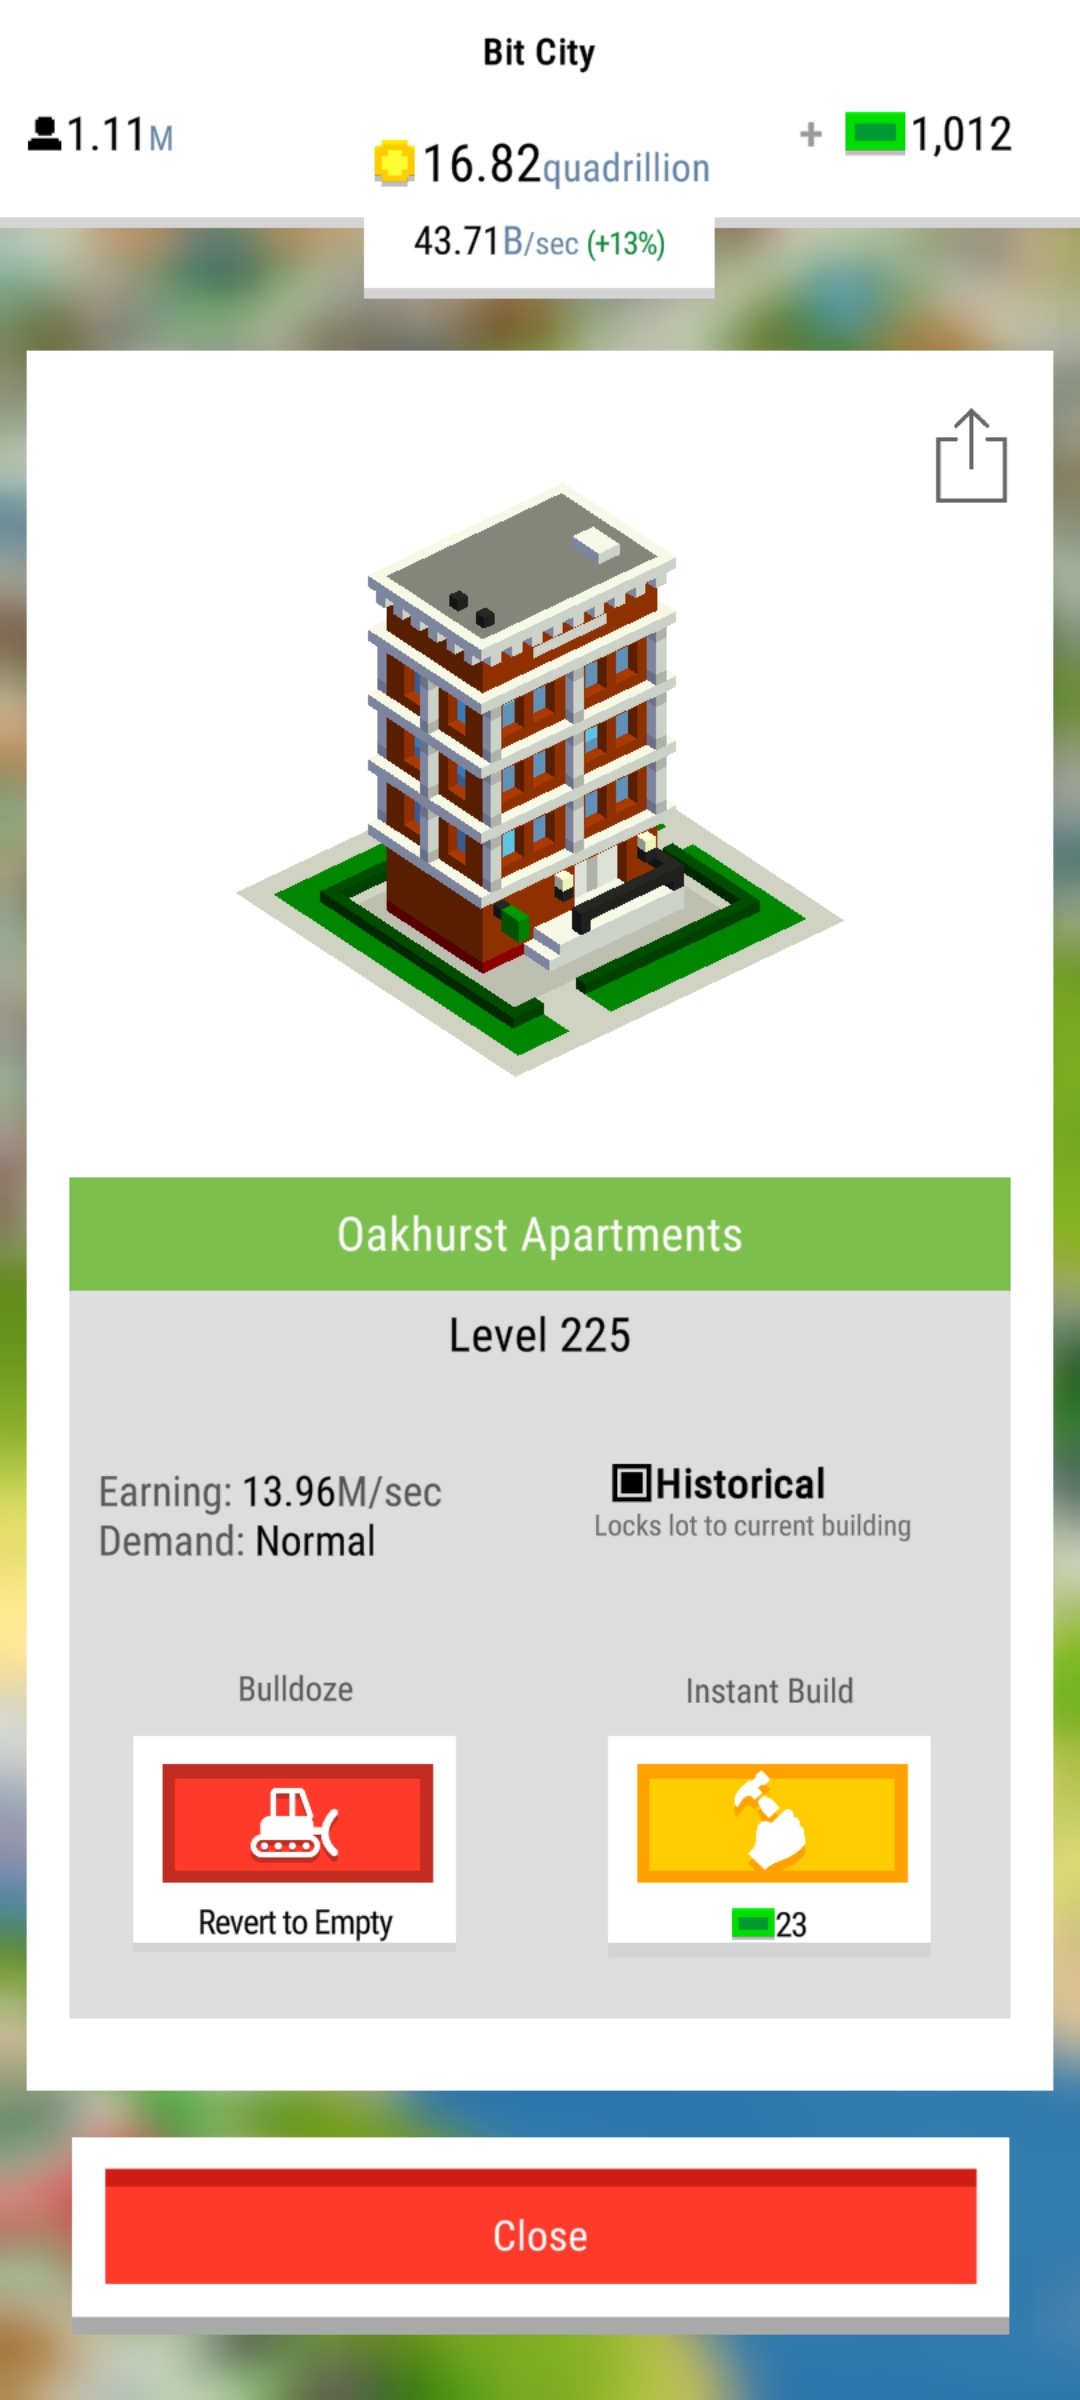 Bit City
1.11M
+ 1,012
16.82quadrillion
43.71B/sec (+13%)
Oakhurst Apartments
Level 225
Earning: 13.96M/sec
Demand: Normal
Historical
Locks lot to current building
Bulldoze
Instant Build
Revert to Empty
23
Close